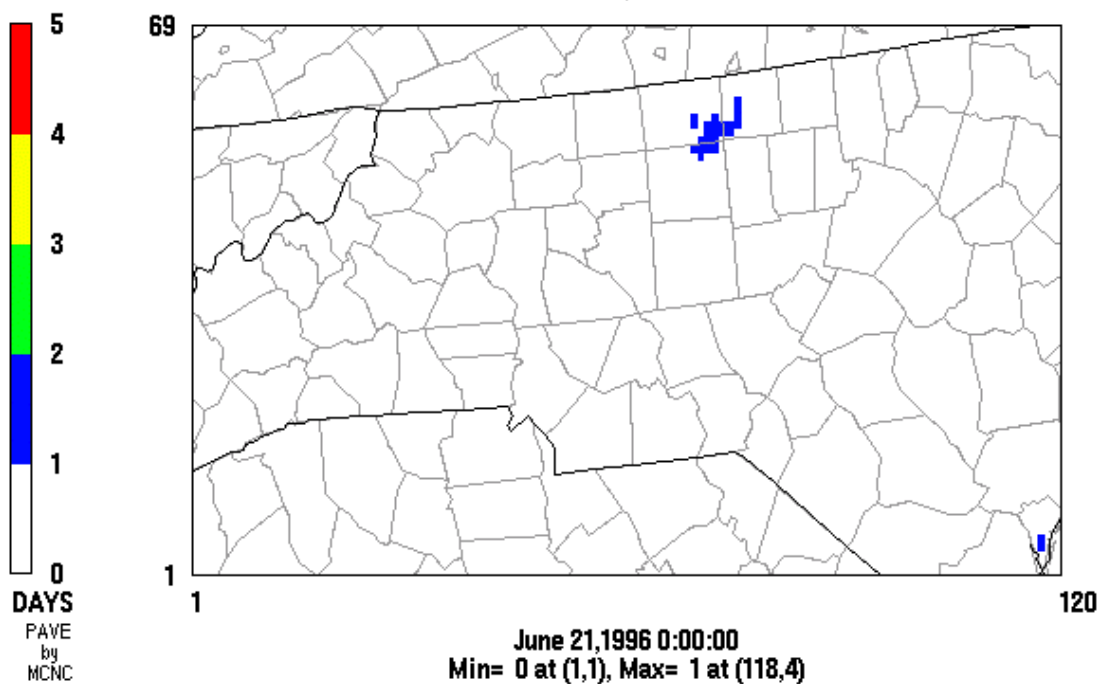 5
4
3
2
1
0
DAYS
PAVE
by
MCNC
69
1
1
120
June 21,1996 0:00:00
Min= 0 at (1,1), Max= 1 at (118,4)